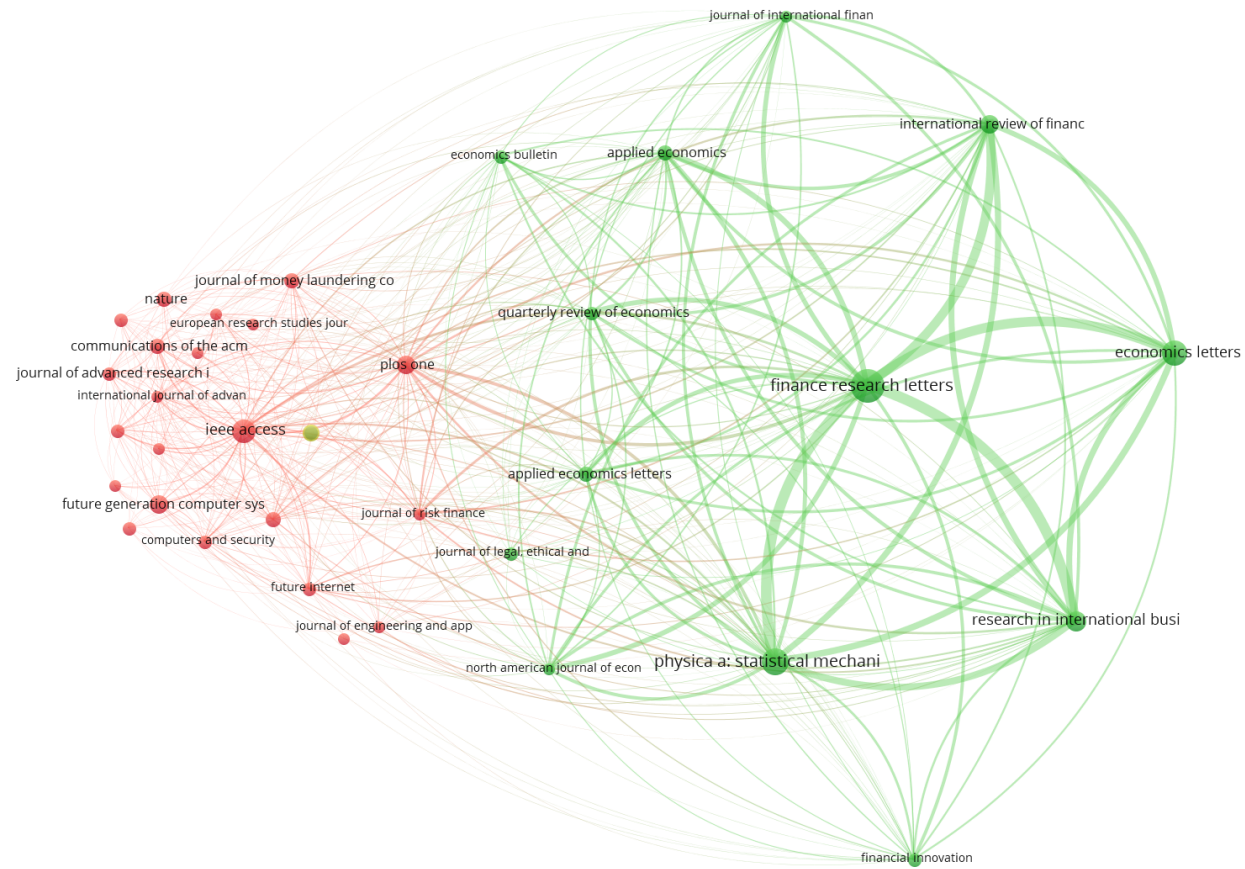 journal of international finan
international review of financ
economics bulletin
applied economics
journal of money laundering co
nature
european research studies jour
quarterly review of economics
communications of the acm
economics letters
plos one
journal of advanced research i
finance research letters
international journal of advan
ieee access
applied economics letters
future generation computer sys
journal of risk finance
computers and security
journal of legal, ethical and
future internet
research in international busi
journal of engineering and app
physica a: statistical mechani
north american journal of econ
financial innovation